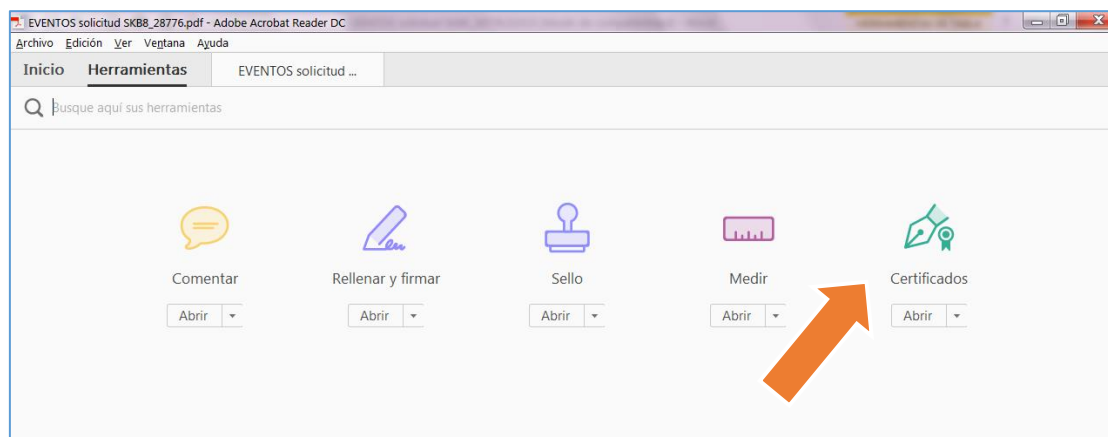 EVENTOS solicitud SKB8_28776.pdf - Adobe Acrobat Reader DC
Archivo Edición Ver Ventana Ayuda
Inicio Herramientas EVENTOS solicitud ...
Busque aquí sus herramientas
Comentar Rellenar y firmar Sello Medir Certificados
Abrir Abrir Abrir Abrir Abrir